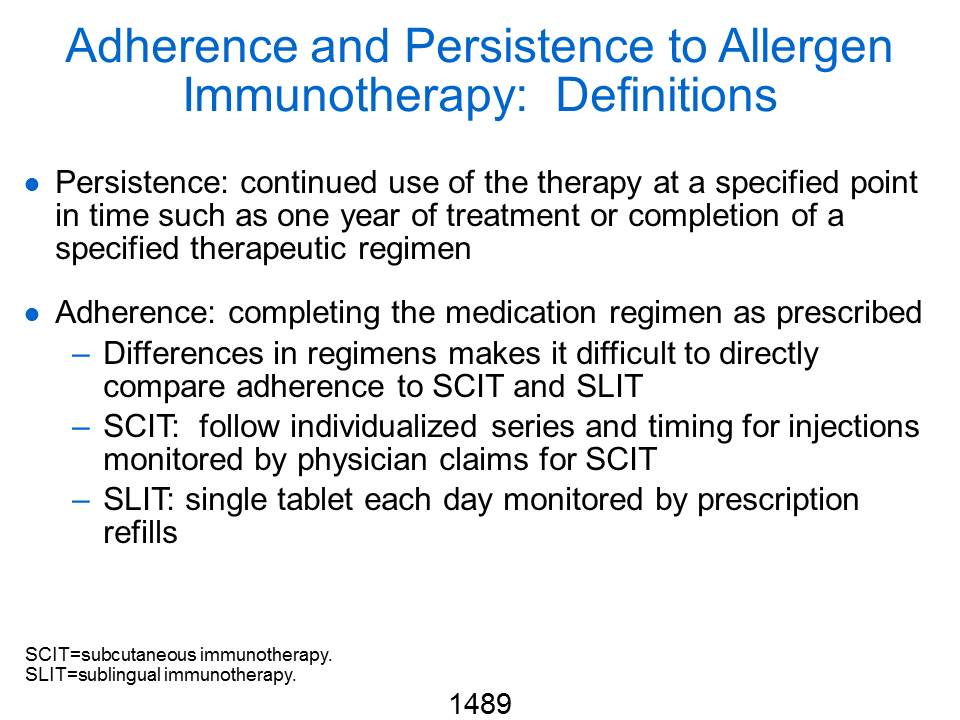 Adherence and Persistence to Allergen
Immunotherapy:  Definitions
● Persistence: continued use of the therapy at a specified point
in time such as one year of treatment or completion of a
specified therapeutic regimen
● Adherence: completing the medication regimen as prescribed
– Differences in regimens makes it difficult to directly
compare adherence to SCIT and SLIT
– SCIT:  follow individualized series and timing for injections
monitored by physician claims for SCIT
– SLIT: single tablet each day monitored by prescription
refills
SCIT=subcutaneous immunotherapy.
SLIT=sublingual immunotherapy.
1489